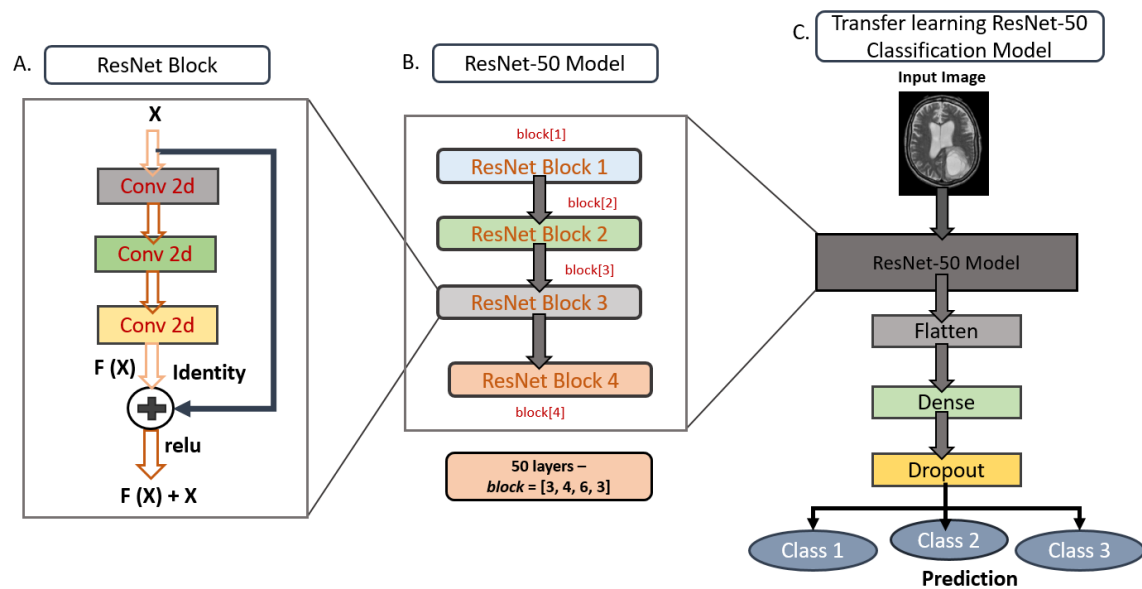 A.
ResNet Block
X
Conv 2d
Conv 2d
Conv 2d
F (X)
Identity
relu
F (X) + X
B.
ResNet-50 Model
block[1]
ResNet Block 1
block[2]
ResNet Block 2
block[3]
ResNet Block 3
ResNet Block 4
block[4]
50 layers –
block = [3, 4, 6, 3]
C.
Transfer learning ResNet-50
Classification Model
Input Image
ResNet-50 Model
Flatten
Dense
Dropout
Class 1
Class 2
Class 3
Prediction